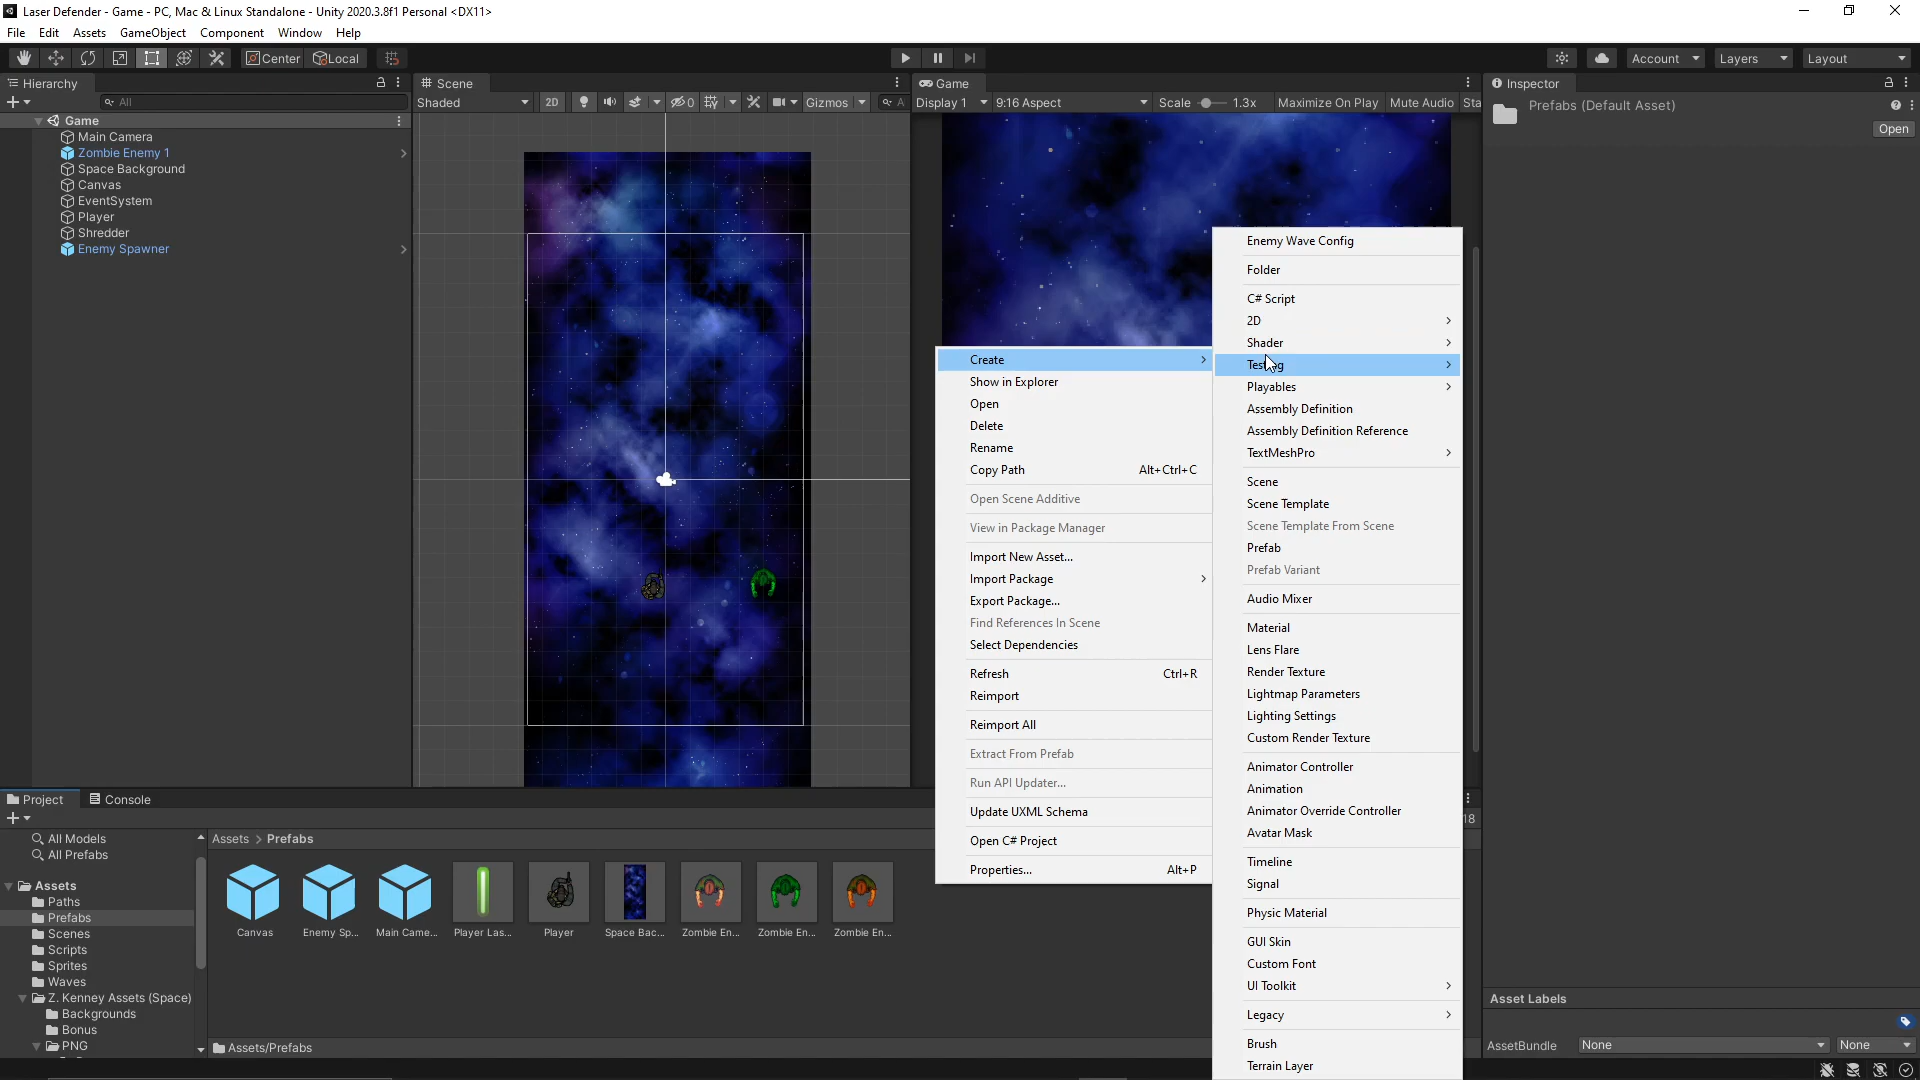 Laser Defender - Game - PC, Mac & Linux Standalone - Unity 2020.3.8f1 Personal <DX11>
File Edit Assets GameObject Component Window Help
Center Local Account Layers Layout
Hierarchy Scene Game Inspector
All Shaded 2D 0 Gizmos A Display 1 9:16 Aspect Scale 1.3x Maximize On Play Mute Audio Sta
Prefabs (Default Asset)
Open
Game
Main Camera
Zombie Enemy 1
Space Background
Canvas
EventSystem
Player
Shredder
Enemy Spawner
Create
Show in Explorer
Open
Delete
Rename
Copy Path Alt+Ctrl+C
Open Scene Additive
View in Package Manager
Import New Asset...
Import Package
Export Package...
Find References In Scene
Select Dependencies
Refresh Ctrl+R
Reimport
Reimport All
Extract From Prefab
Run API Updater...
Update UXML Schema
Open C# Project
Properties... Alt+P
Enemy Wave Config
Folder
C# Script
2D
Shader
Testing
Playables
Assembly Definition
Assembly Definition Reference
TextMeshPro
Scene
Scene Template
Scene Template From Scene
Prefab
Prefab Variant
Audio Mixer
Material
Lens Flare
Render Texture
Lightmap Parameters
Lighting Settings
Custom Render Texture
Animator Controller
Animation
Animator Override Controller
Avatar Mask
Timeline
Signal
Physic Material
GUI Skin
Custom Font
UI Toolkit
Legacy
Brush
Terrain Layer
Project Console
18
All Models
All Prefabs
Assets
Paths
Prefabs
Scenes
Scripts
Sprites
Waves
Z. Kenney Assets (Space)
Backgrounds
Bonus
PNG
Assets > Prefabs
Canvas Enemy Sp... Main Came... Player Las... Player Space Bac... Zombie En... Zombie En... Zombie En...
Assets/Prefabs
Asset Labels
AssetBundle None None